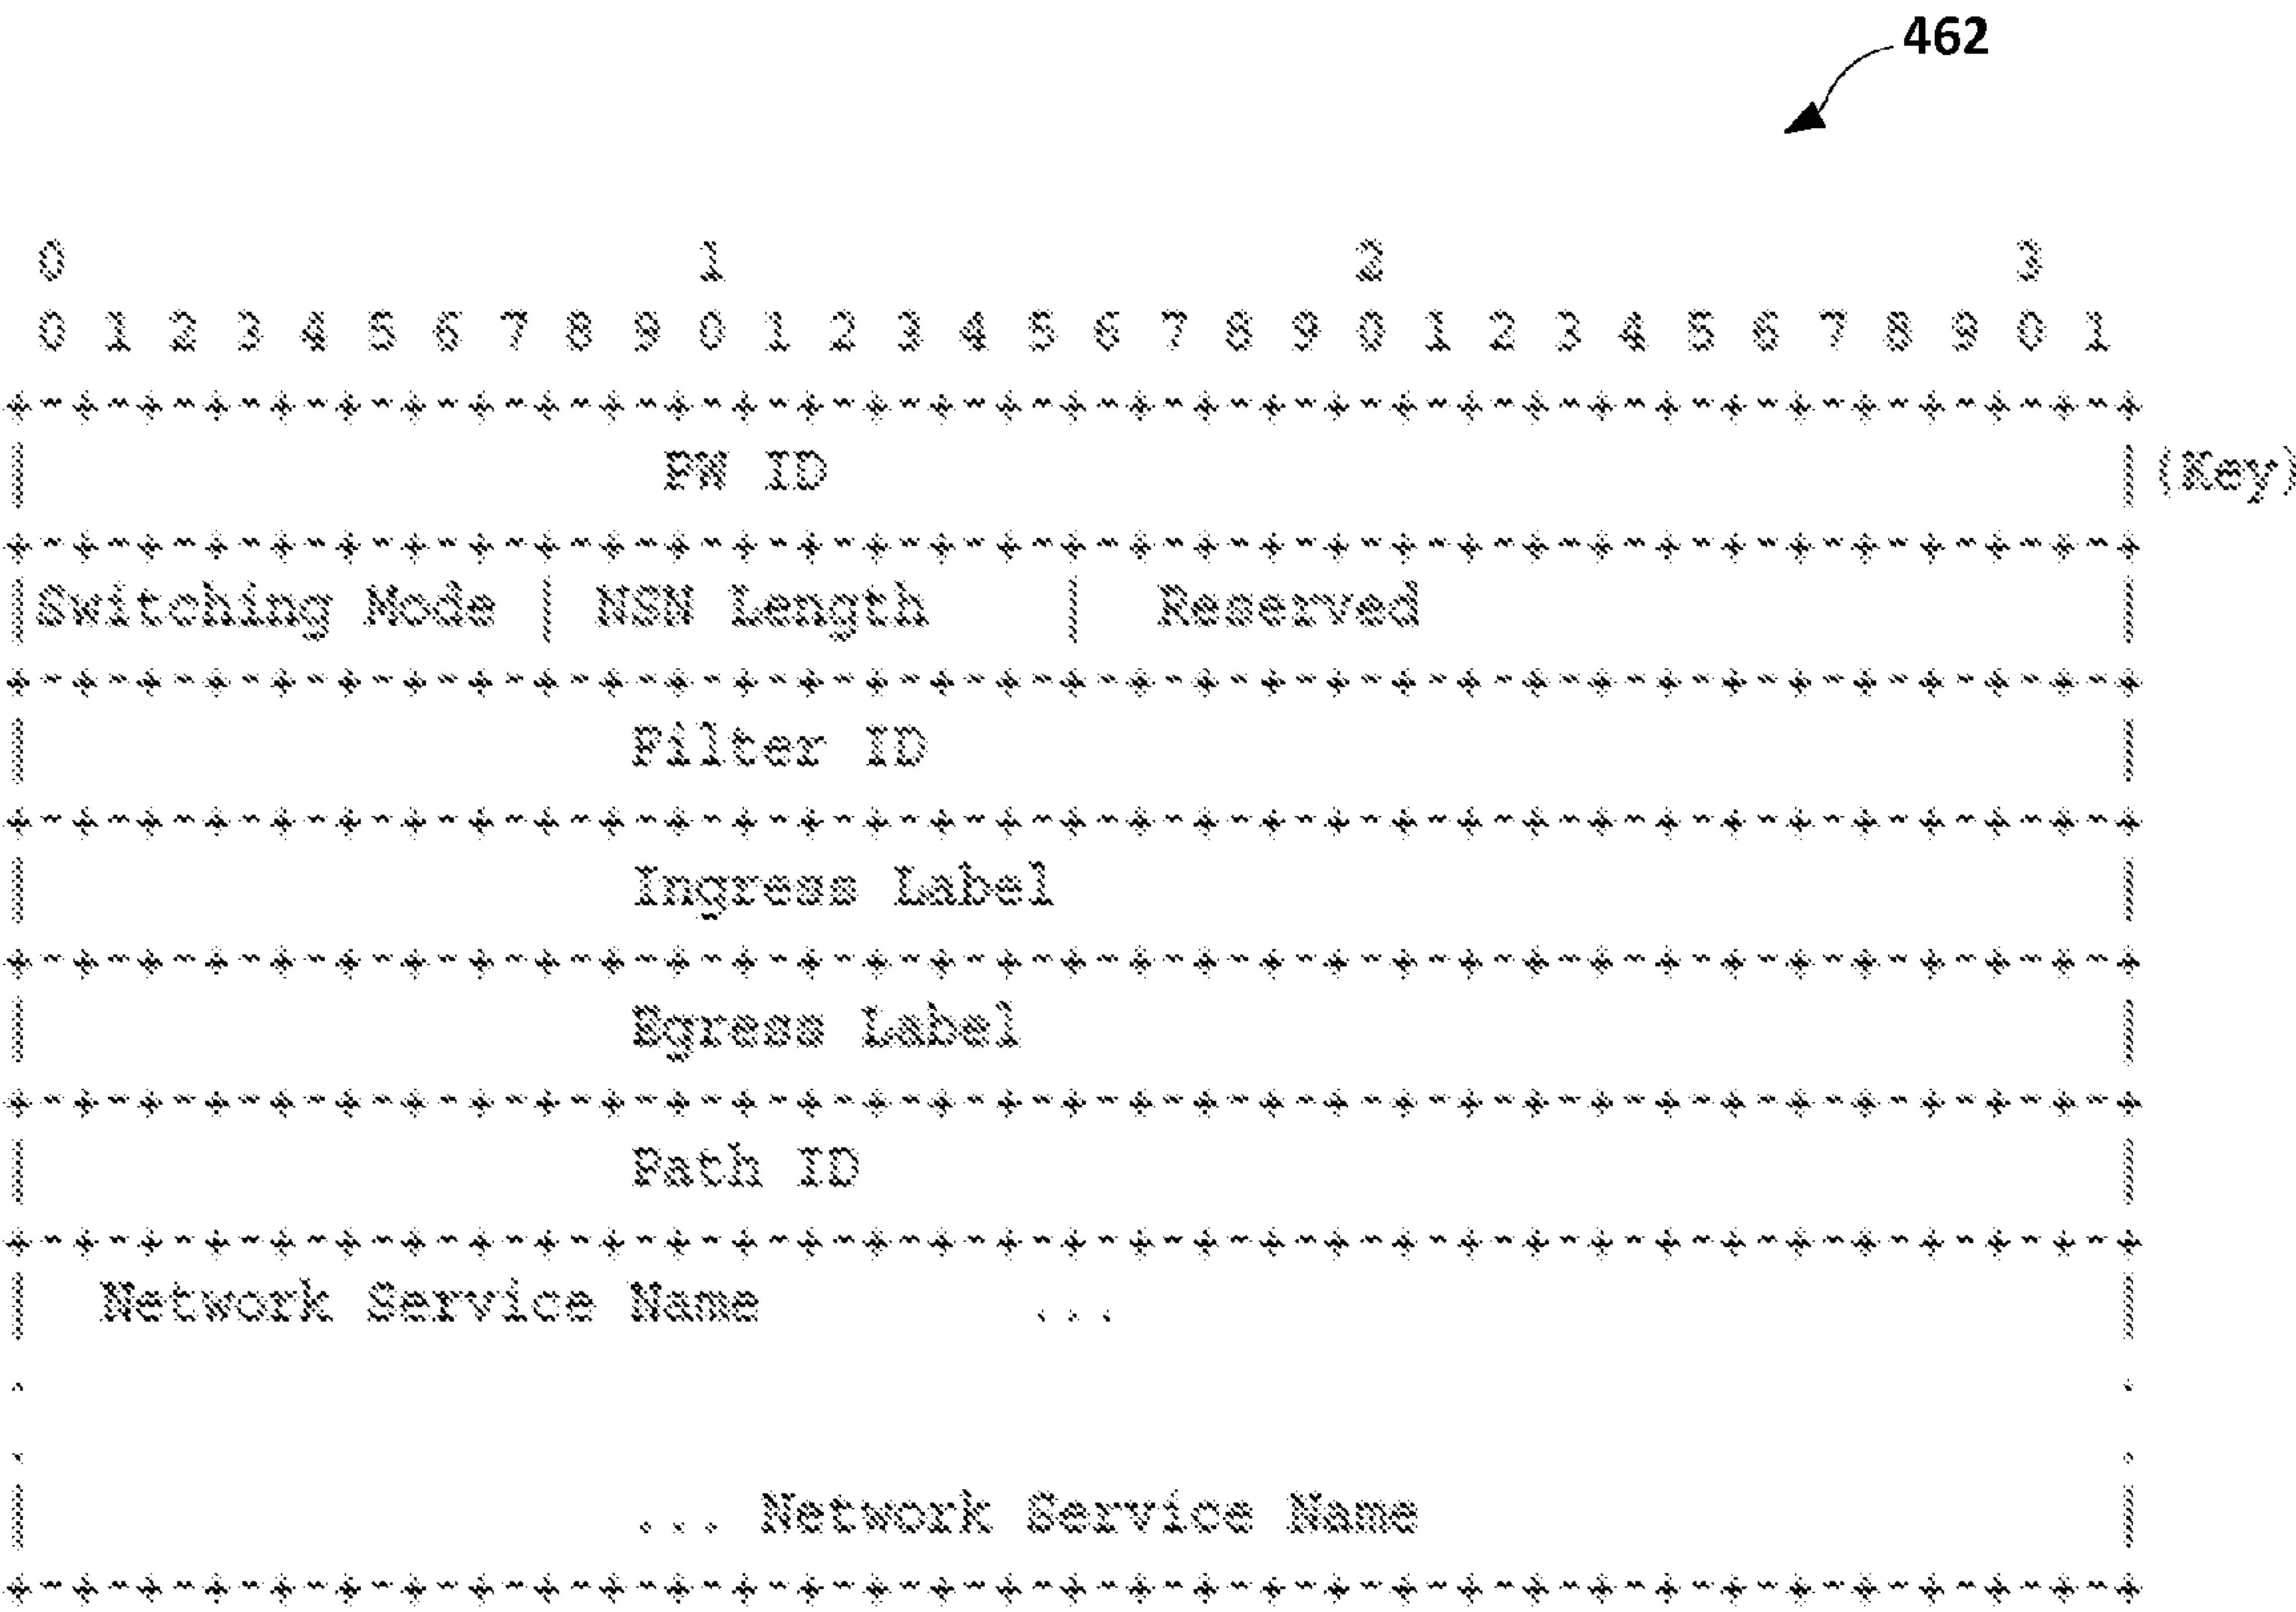 462
0                   1                   2                   3
0 1 2 3 4 5 6 7 8 9 0 1 2 3 4 5 6 7 8 9 0 1 2 3 4 5 6 7 8 9 0 1
+-+-+-+-+-+-+-+-+-+-+-+-+-+-+-+-+-+-+-+-+-+-+-+-+-+-+-+-+-+-+-+-+
| PW ID | (Key)
+-+-+-+-+-+-+-+-+-+-+-+-+-+-+-+-+-+-+-+-+-+-+-+-+-+-+-+-+-+-+-+-+
|Switching Mode | NSN Length | Reserved |
+-+-+-+-+-+-+-+-+-+-+-+-+-+-+-+-+-+-+-+-+-+-+-+-+-+-+-+-+-+-+-+-+
| Filter ID |
+-+-+-+-+-+-+-+-+-+-+-+-+-+-+-+-+-+-+-+-+-+-+-+-+-+-+-+-+-+-+-+-+
| Ingress Label |
+-+-+-+-+-+-+-+-+-+-+-+-+-+-+-+-+-+-+-+-+-+-+-+-+-+-+-+-+-+-+-+-+
| Egress Label |
+-+-+-+-+-+-+-+-+-+-+-+-+-+-+-+-+-+-+-+-+-+-+-+-+-+-+-+-+-+-+-+-+
| Path ID |
+-+-+-+-+-+-+-+-+-+-+-+-+-+-+-+-+-+-+-+-+-+-+-+-+-+-+-+-+-+-+-+-+
| Network Service Name ... |
. .
. .
| ... Network Service Name |
+-+-+-+-+-+-+-+-+-+-+-+-+-+-+-+-+-+-+-+-+-+-+-+-+-+-+-+-+-+-+-+-+